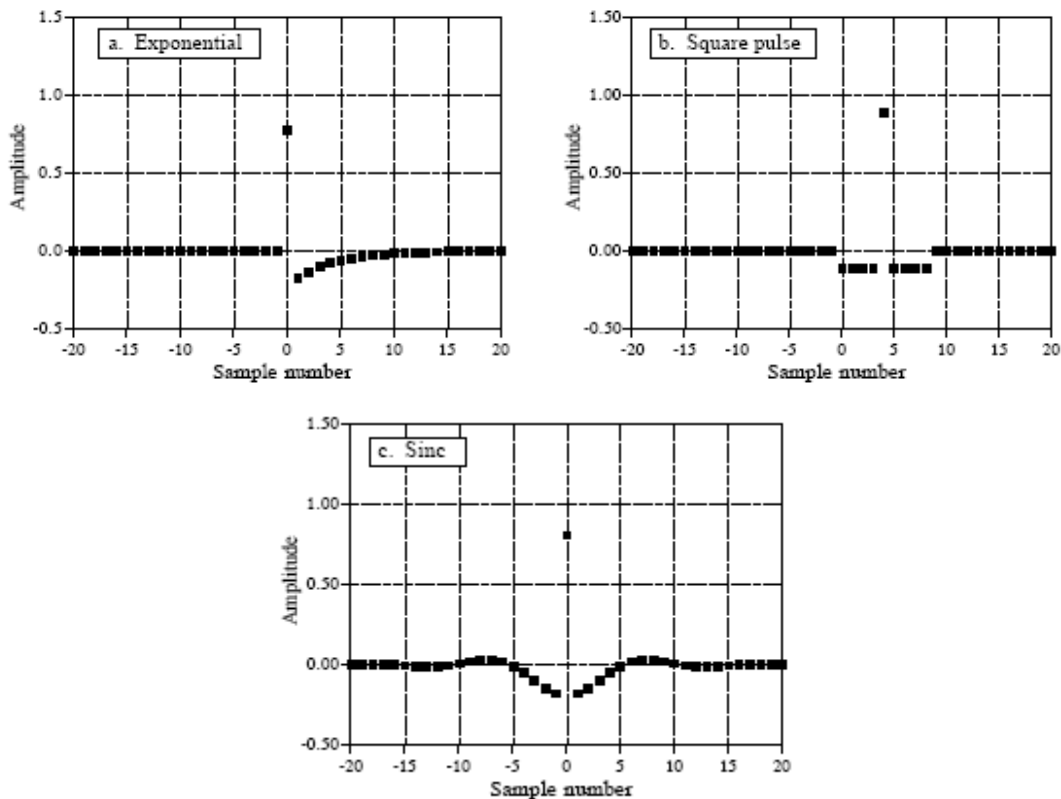 a. Exponential
1.5
1.0
0.5
0.0
-0.5
Amplitude
-20 -15 -10 -5 0 5 10 15 20
Sample number
b. Square pulse
1.50
1.00
0.50
0.00
-0.50
Amplitude
-20 -15 -10 -5 0 5 10 15 20
Sample number
c. Sinc
1.50
1.00
0.50
0.00
-0.50
Amplitude
-20 -15 -10 -5 0 5 10 15 20
Sample number